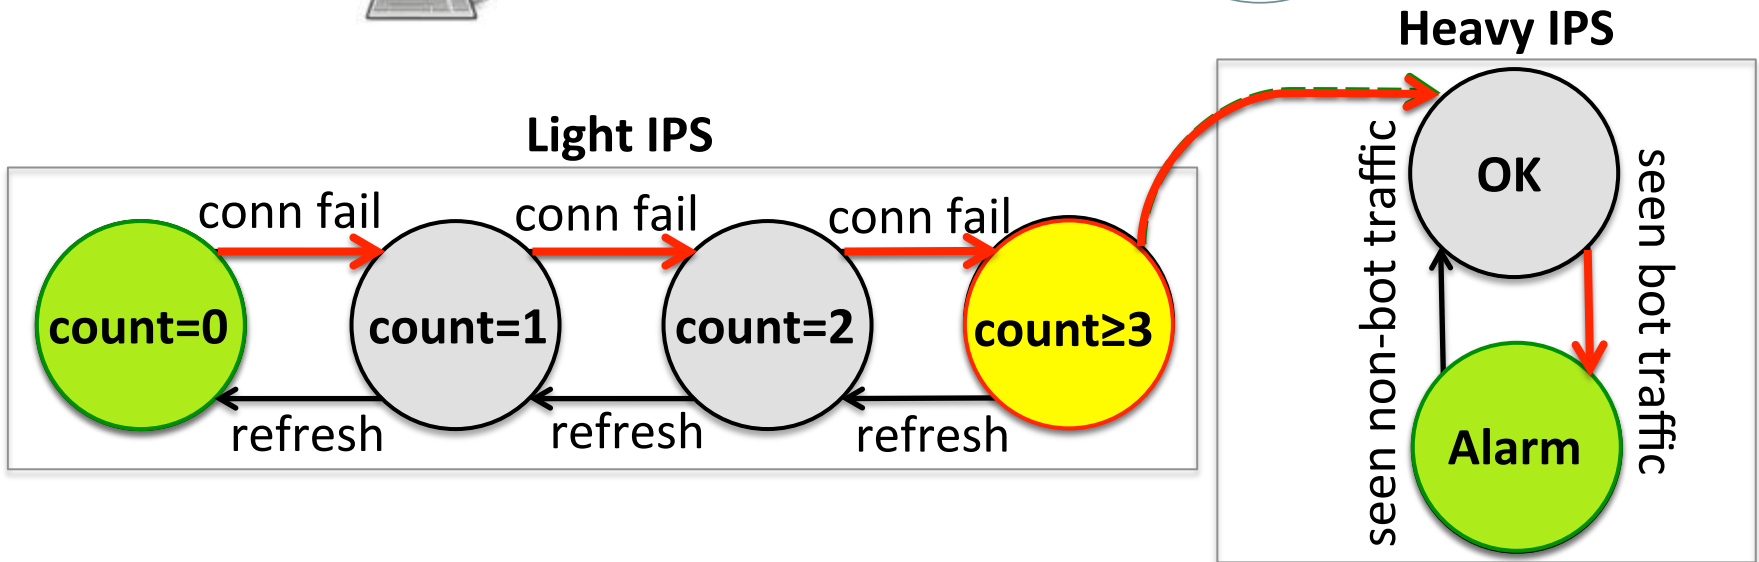 Heavy IPS
Light IPS
conn fail
conn fail
conn fail
count=0
count=1
count=2
count≥3
refresh
refresh
refresh
OK
seen non-bot traffic
seen bot traffic
Alarm